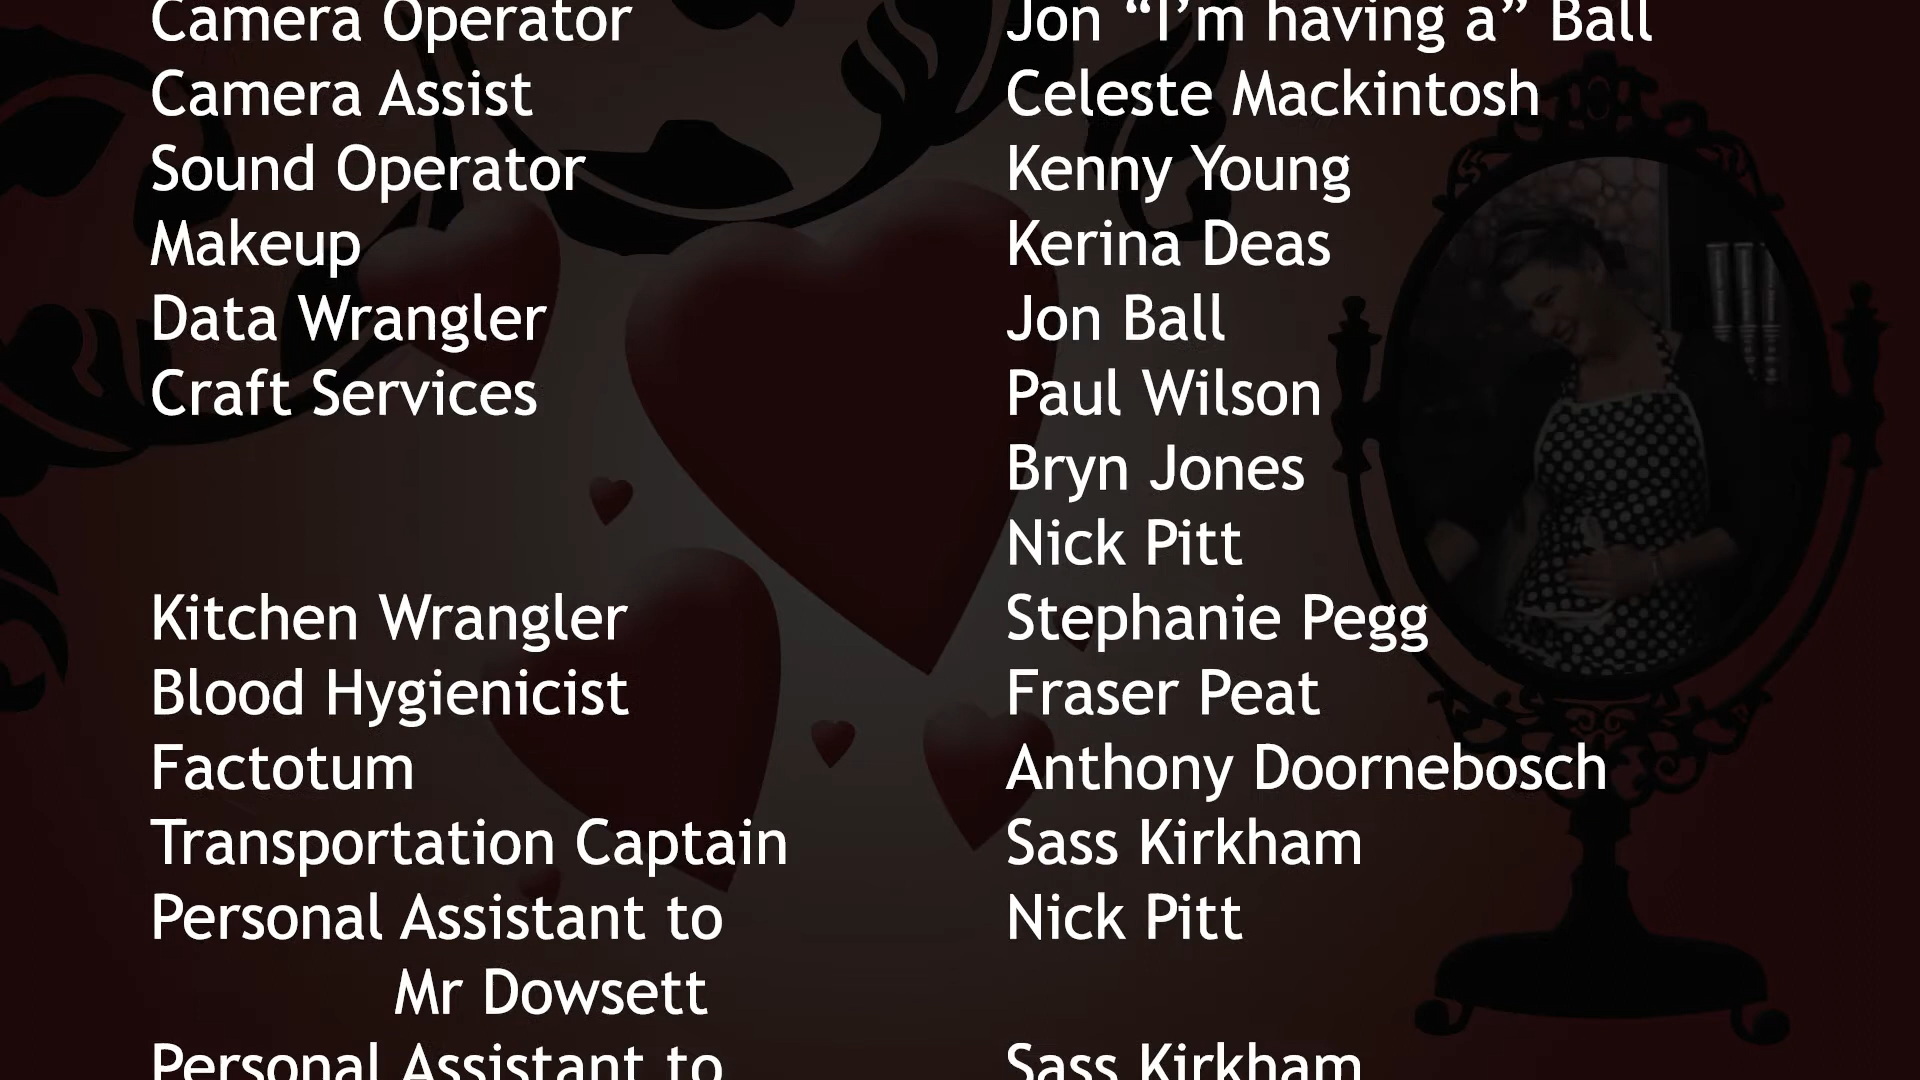 Camera Operator Jon “I’m having a” Ball
Camera Assist Celeste Mackintosh
Sound Operator Kenny Young
Makeup Kerina Deas
Data Wrangler Jon Ball
Craft Services Paul Wilson
Bryn Jones
Nick Pitt
Kitchen Wrangler Stephanie Pegg
Blood Hygienicist Fraser Peat
Factotum Anthony Doornebosch
Transportation Captain Sass Kirkham
Personal Assistant to Nick Pitt
Mr Dowsett
Personal Assistant to Sass Kirkham